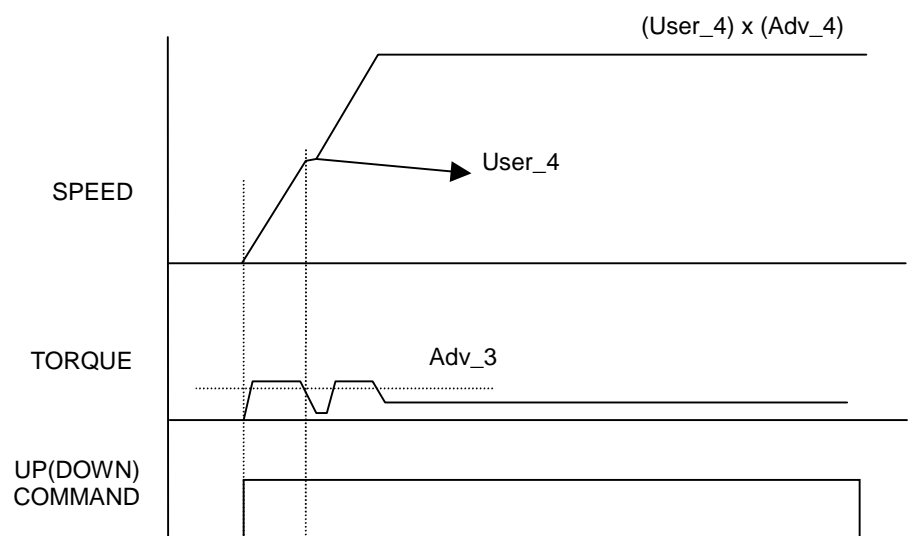 (User_4) x (Adv_4)
User_4
SPEED
Adv_3
TORQUE
UP(DOWN)
COMMAND